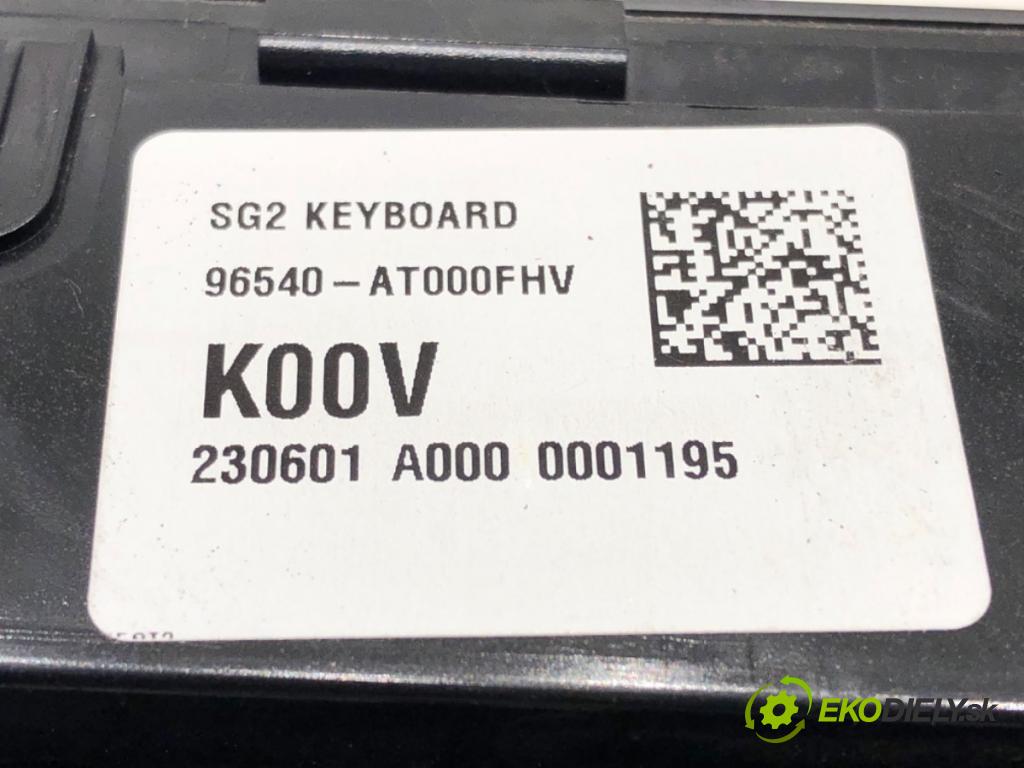 SG2 KEYBOARD
96540-AT000FHV
K00V
230601 A000 0001195
EKODIELY.sk